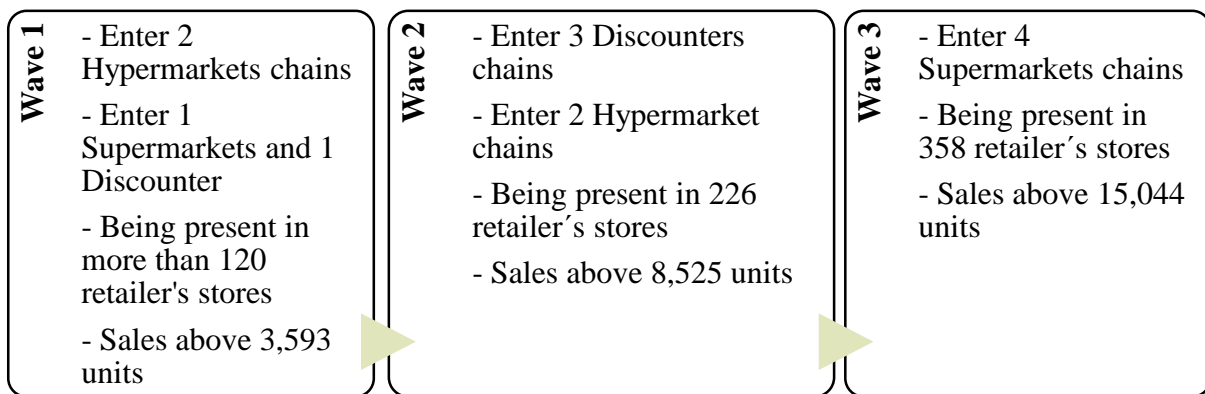 Wave 1
- Enter 2
Hypermarkets chains
- Enter 1
Supermarkets and 1
Discounter
- Being present in
more than 120
retailer's stores
- Sales above 3,593
units
Wave 2
- Enter 3 Discounters
chains
- Enter 2 Hypermarket
chains
- Being present in 226
retailer´s stores
- Sales above 8,525 units
Wave 3
- Enter 4
Supermarkets chains
- Being present in
358 retailer´s stores
- Sales above 15,044
units